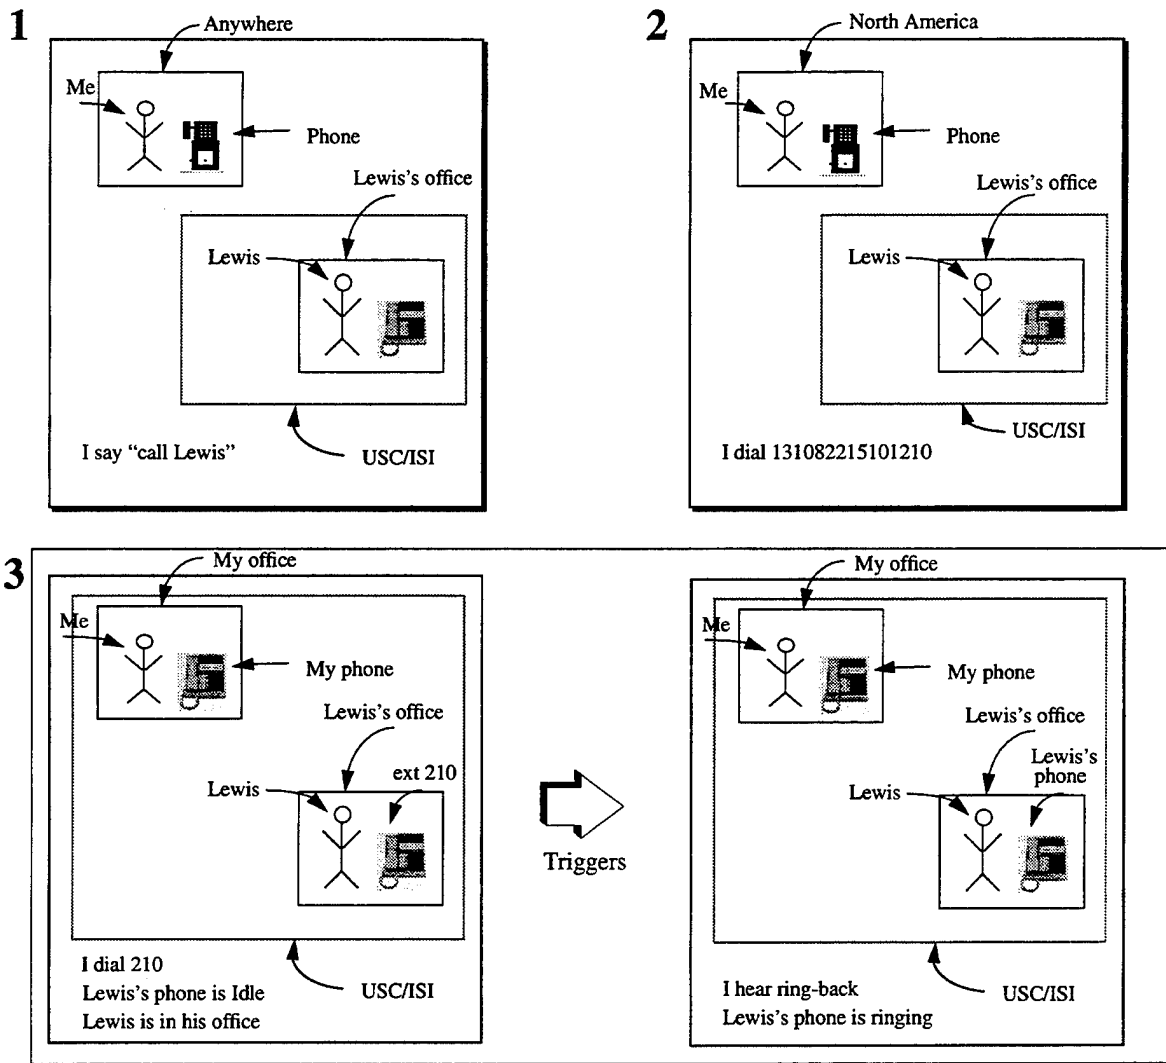 1
Anywhere
Me
Phone
Lewis's office
Lewis
I say “call Lewis”
USC/ISI
2
North America
Me
Phone
Lewis's office
Lewis
USC/ISI
I dial 131082215101210
3
My office
Me
My phone
Lewis's office
ext 210
Lewis
I dial 210
Lewis's phone is Idle
Lewis is in his office
USC/ISI
Triggers
My office
Me
My phone
Lewis's office
Lewis's
phone
Lewis
I hear ring-back
Lewis's phone is ringing
USC/ISI